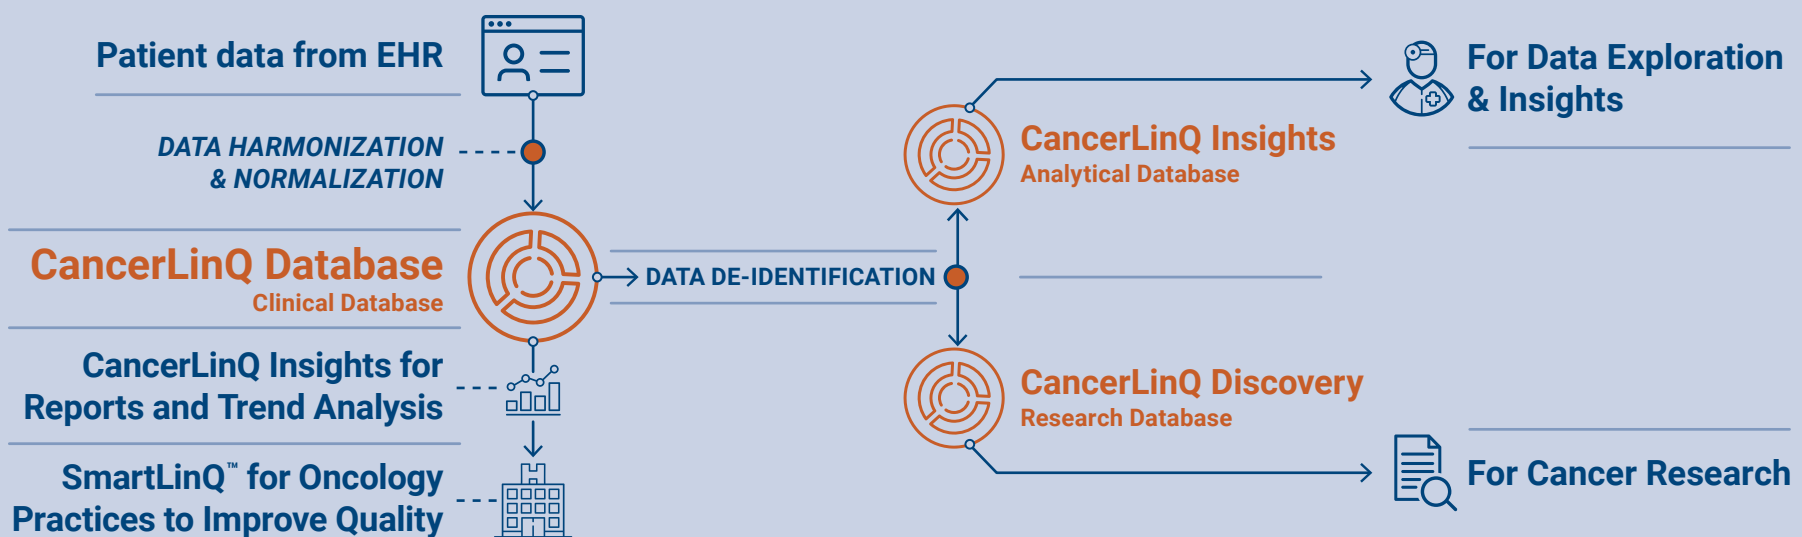 Patient data from EHR
DATA HARMONIZATION
& NORMALIZATION
CancerLinQ Database
Clinical Database
CancerLinQ Insights for
Reports and Trend Analysis
SmartLinQ™ for Oncology
Practices to Improve Quality
DATA DE-IDENTIFICATION
CancerLinQ Insights
Analytical Database
For Data Exploration
& Insights
CancerLinQ Discovery
Research Database
For Cancer Research